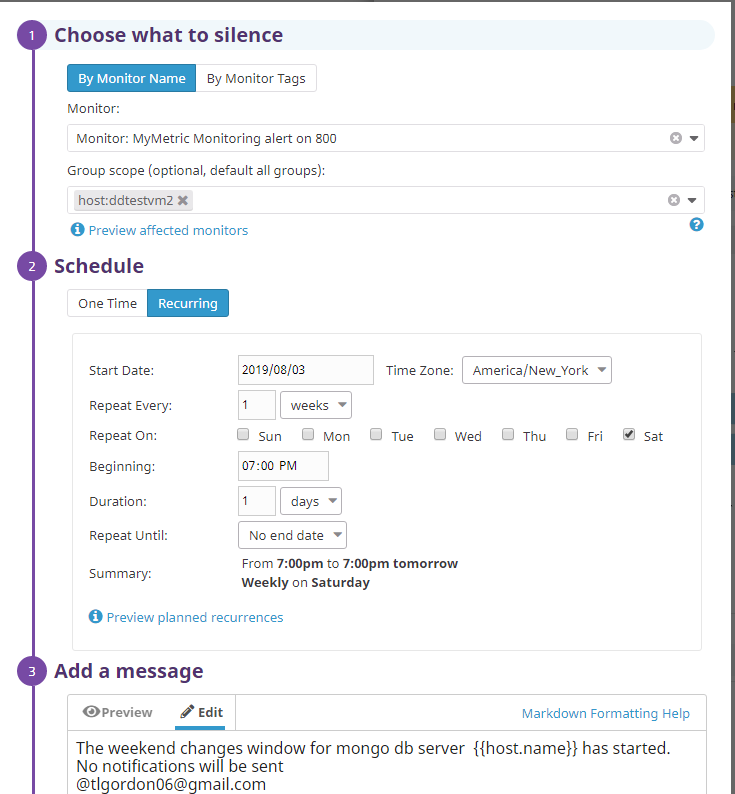 1 Choose what to silence
By Monitor Name By Monitor Tags
Monitor:
Monitor: MyMetric Monitoring alert on 800
Group scope (optional, default all groups):
host:ddtestvm2
Preview affected monitors
2 Schedule
One Time Recurring
Start Date: 2019/08/03 Time Zone: America/New_York
Repeat Every: 1 weeks
Repeat On: Sun Mon Tue Wed Thu Fri Sat
Beginning: 07:00 PM
Duration: 1 days
Repeat Until: No end date
From 7:00pm to 7:00pm tomorrow
Summary:
Weekly on Saturday
Preview planned recurrences
3 Add a message
Preview Edit Markdown Formatting Help
The weekend changes window for mongo db server {{host.name}} has started.
No notifications will be sent
@tlgordon06@gmail.com